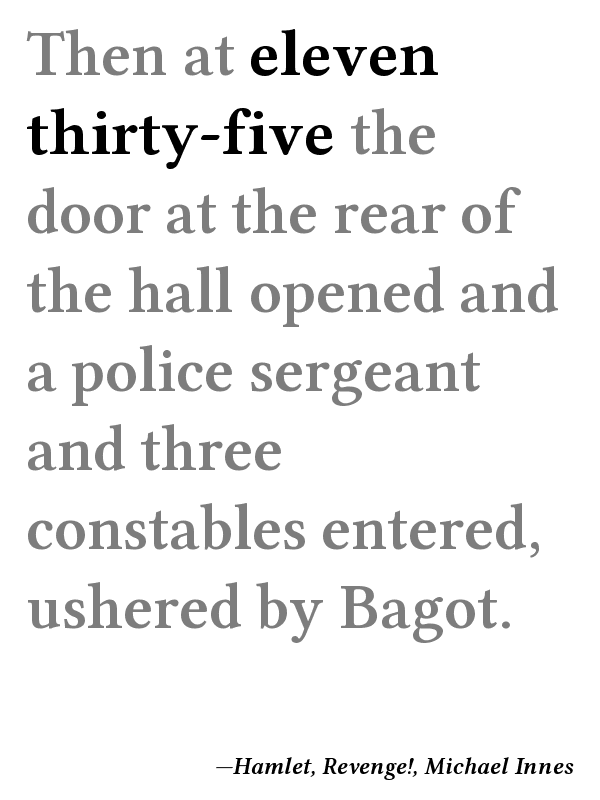 Then at eleven
thirty-five the
door at the rear of
the hall opened and
a police sergeant
and three
constables entered,
ushered by Bagot.
—Hamlet, Revenge!, Michael Innes